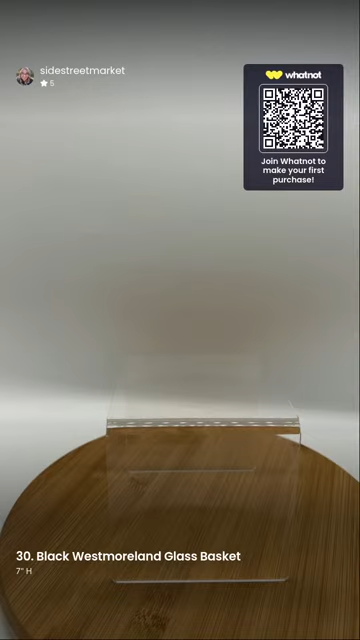 sidestreetmarket
5
whatnot
Join Whatnot to
make your first
purchase!
30. Black Westmoreland Glass Basket
7" H